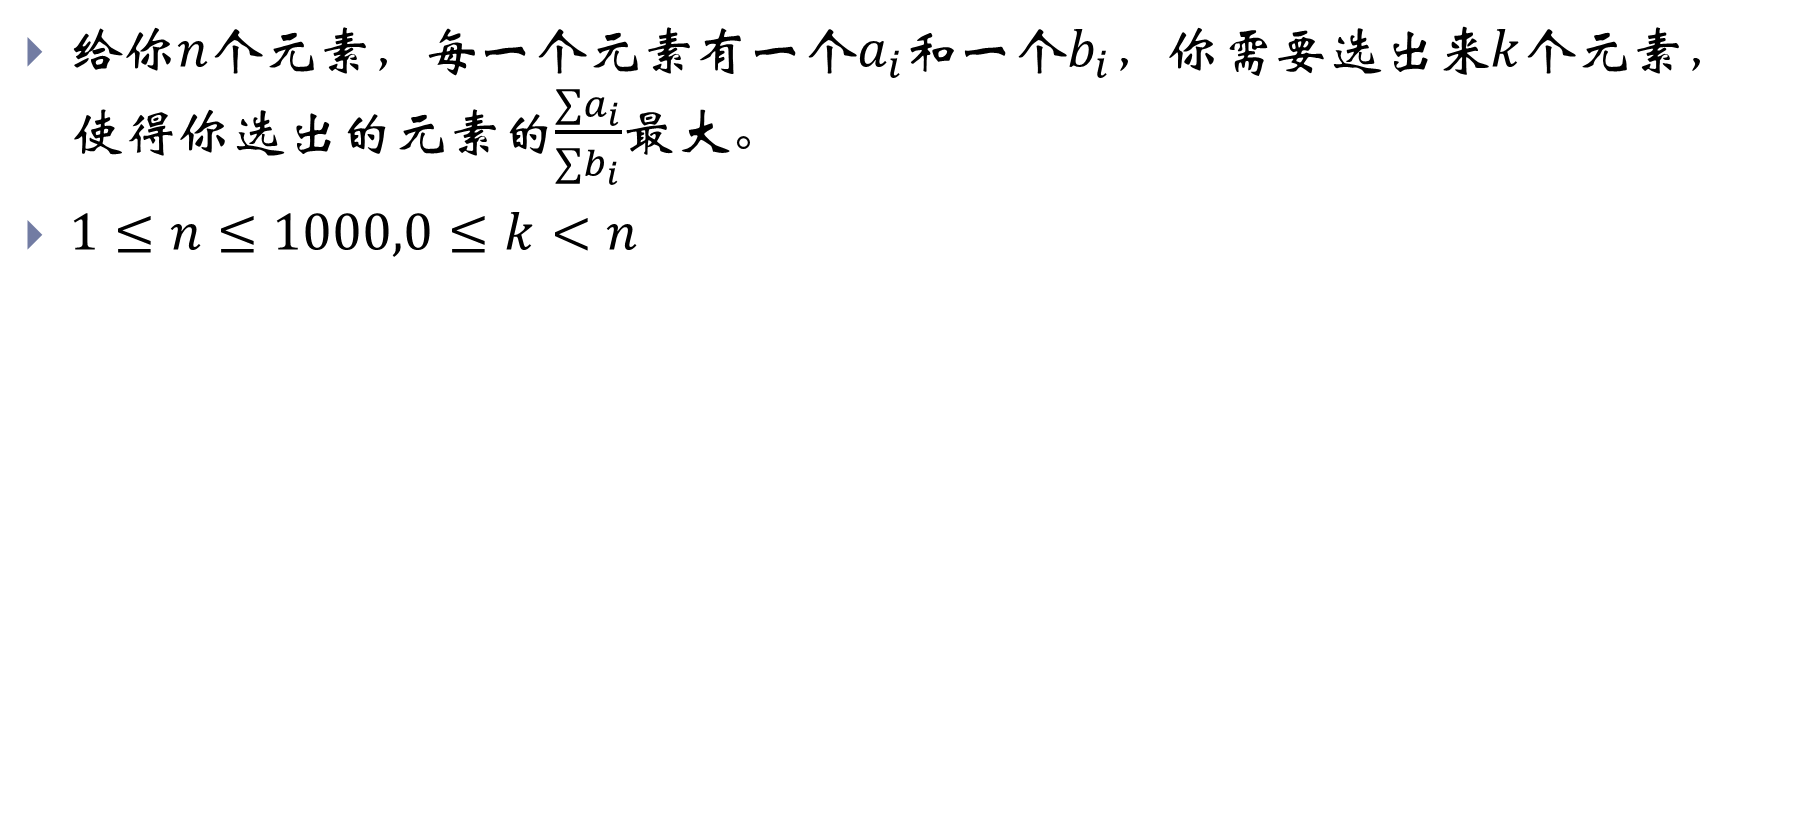 给你n个元素，每一个元素有一个aᵢ和一个bᵢ，你需要选出来k个元素，
使得你选出的元素的∑aᵢ/∑bᵢ最大。
1 ≤ n ≤ 1000,0 ≤ k < n